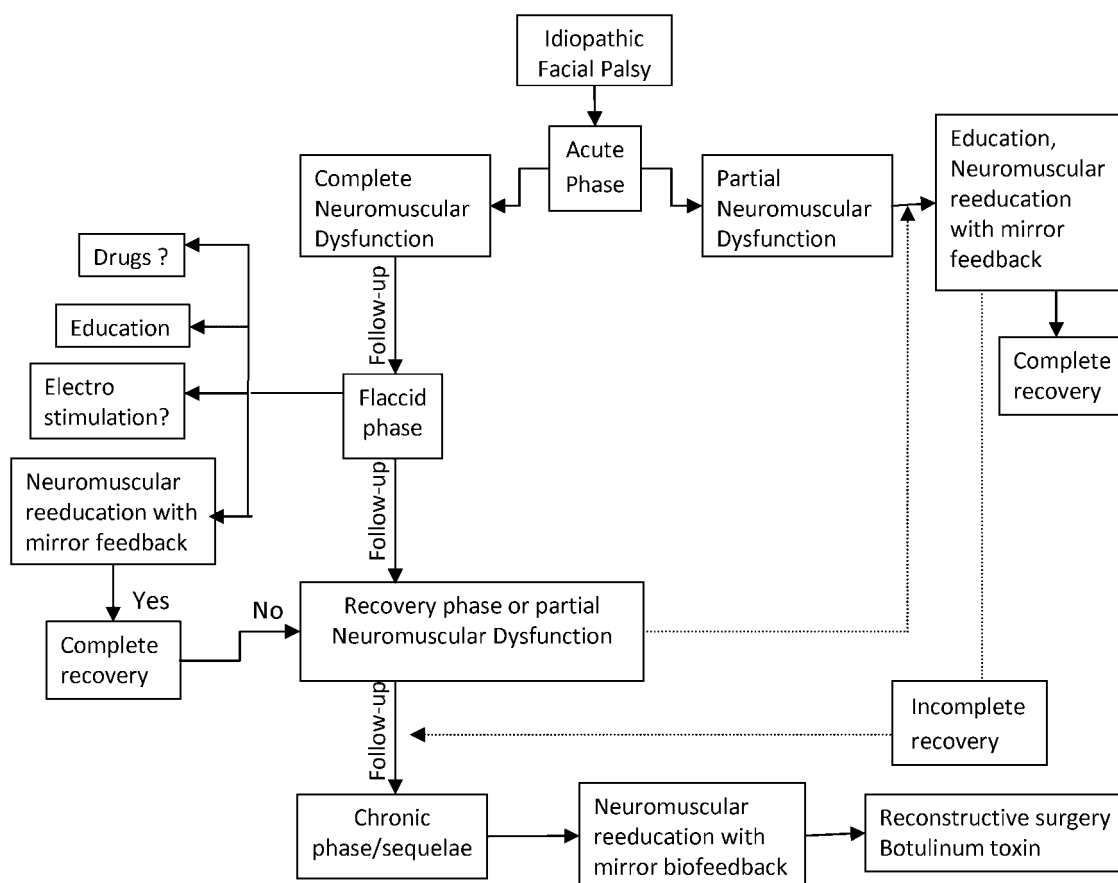 Idiopathic
Facial Palsy
Acute
Phase
Complete
Neuromuscular
Dysfunction
Partial
Neuromuscular
Dysfunction
Education,
Neuromuscular
reeducation
with mirror
feedback
Drugs ?
Education
Electro
stimulation?
Follow-up
Flaccid
phase
Complete
recovery
Neuromuscular
reeducation with
mirror feedback
Follow-up
Yes
No
Complete
recovery
Recovery phase or partial
Neuromuscular Dysfunction
Follow-up
Incomplete
recovery
Chronic
phase/sequelae
Neuromuscular
reeducation with
mirror biofeedback
Reconstructive surgery
Botulinum toxin